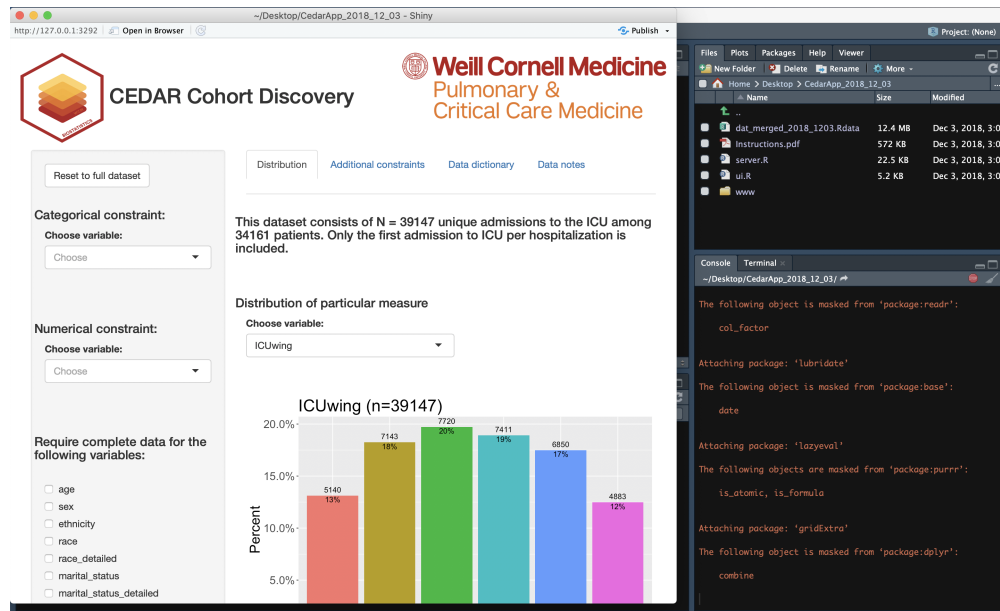 ~/Desktop/CedarApp_2018_12_03 - Shiny
http://127.0.0.1:3292
Open in Browser
Publish
BIOSTATISTICS
CEDAR Cohort Discovery
Weill Cornell Medicine
Pulmonary &
Critical Care Medicine
Reset to full dataset
Categorical constraint:
Choose variable:
Choose
Numerical constraint:
Choose variable:
Choose
Require complete data for the
following variables:
age
sex
ethnicity
race
race_detailed
marital_status
marital_status_detailed
Distribution
Additional constraints
Data dictionary
Data notes
This dataset consists of N = 39147 unique admissions to the ICU among
34161 patients. Only the first admission to ICU per hospitalization is
included.
Distribution of particular measure
Choose variable:
ICUwing
ICUwing (n=39147)
Percent
20.0%-
15.0%-
10.0%-
5.0%-
5140
13%
7143
18%
7720
20%
7411
19%
6850
17%
4883
12%
Project: (None)
Files Plots Packages Help Viewer
New Folder Delete Rename More
Home > Desktop > CedarApp_2018_12_03
...
Name Size Modified
..
dat_merged_2018_1203.Rdata 12.4 MB Dec 3, 2018, 3:0
Instructions.pdf 572 KB Dec 3, 2018, 3:0
server.R 22.5 KB Dec 3, 2018, 3:0
ui.R 5.2 KB Dec 3, 2018, 3:0
www
Console Terminal ×
~/Desktop/CedarApp_2018_12_03/
The following object is masked from ‘package:readr’:
col_factor
Attaching package: ‘lubridate’
The following object is masked from ‘package:base’:
date
Attaching package: ‘lazyeval’
The following objects are masked from ‘package:purrr’:
is_atomic, is_formula
Attaching package: ‘gridExtra’
The following object is masked from ‘package:dplyr’:
combine